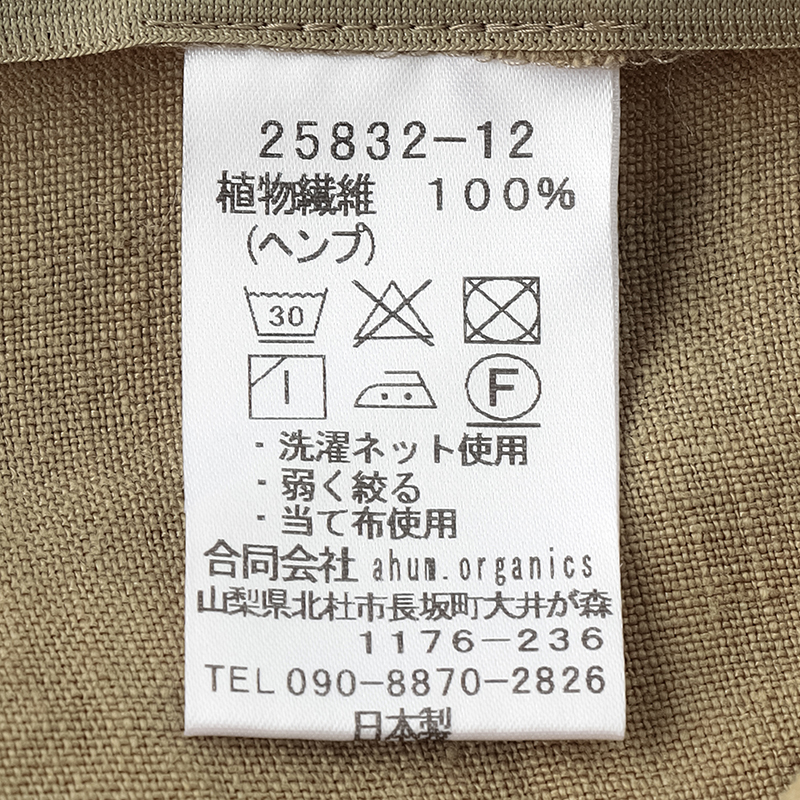 25832-12
植物繊維 100%
(ヘンプ)
30
F
・洗濯ネット使用
・弱く絞る
・当て布使用
合同会社 ahum.organics
山梨県北杜市長坂町大井が森
1176-236
TEL 090-8870-2826
日本製